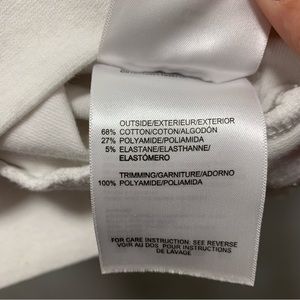 OUTSIDE/EXTERIEUR/EXTERIOR
68% COTTON/COTON/ALGODÓN
27% POLYAMIDE/POLIAMIDA
5% ELASTANE/ELASTHANNE/
ELASTÓMERO
TRIMMING/GARNITURE/ADORNO
100% POLYAMIDE/POLIAMIDA
FOR CARE INSTRUCTION. SEE REVERSE
VOIR AU DOS POUR INSTRUCTIONS
DE LAVAGE